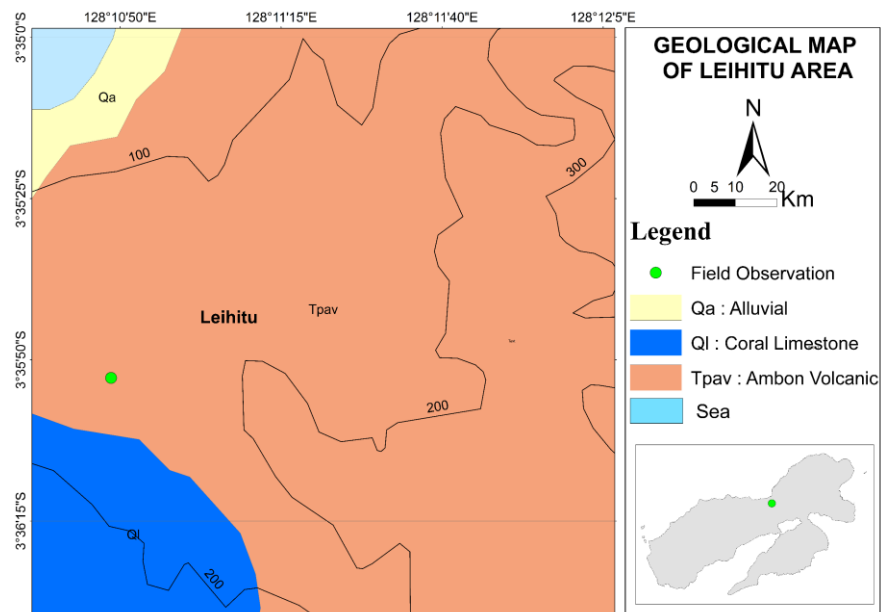 128°10'50"E 128°11'15"E 128°11'40"E 128°12'5"E
3°35'0"S
3°35'25"S
3°35'50"S
3°36'15"S
Qa
100
300
Leihitu
Tpav
200
Ql
200
GEOLOGICAL MAP
OF LEIHITU AREA
N
0 5 10 20
Km
Legend
Field Observation
Qa : Alluvial
Ql : Coral Limestone
Tpav : Ambon Volcanic
Sea